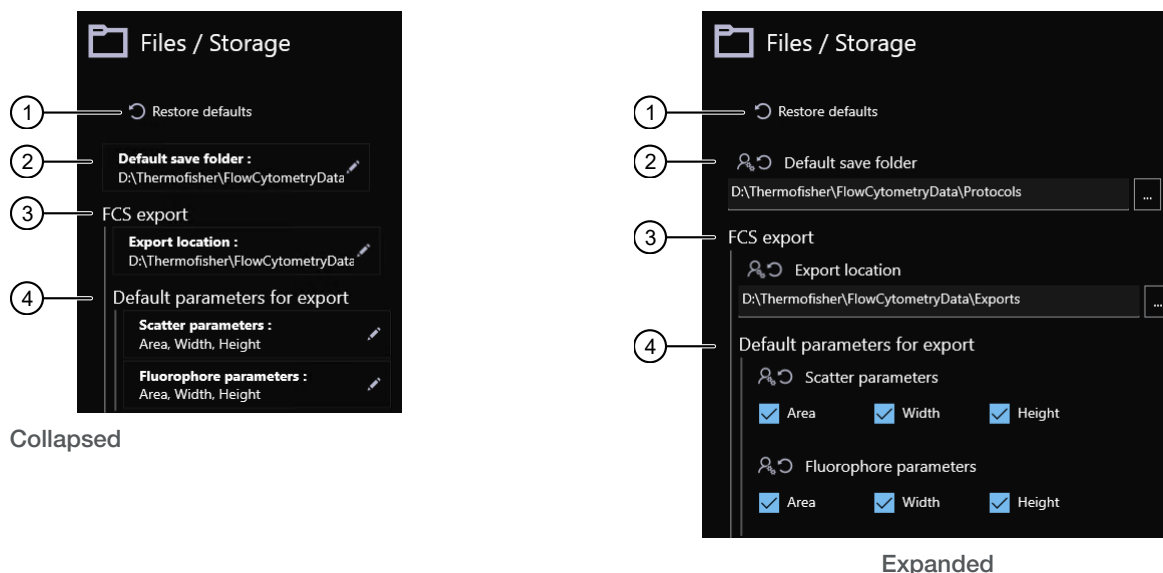 Files / Storage
1
Restore defaults
2
Default save folder :
D:\Thermofisher\FlowCytometryData
3
FCS export
Export location :
D:\Thermofisher\FlowCytometryData
4
Default parameters for export
Scatter parameters :
Area, Width, Height
Fluorophore parameters :
Area, Width, Height
Collapsed
Files / Storage
1
Restore defaults
2
Default save folder
D:\Thermofisher\FlowCytometryData\Protocols
...
3
FCS export
Export location
D:\Thermofisher\FlowCytometryData\Exports
...
4
Default parameters for export
Scatter parameters
Area Width Height
Fluorophore parameters
Area Width Height
Expanded